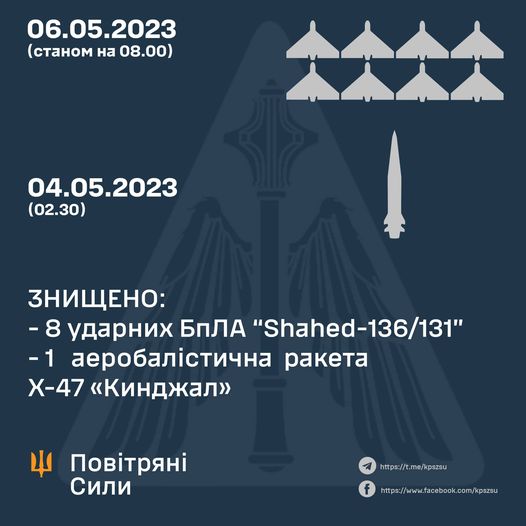 06.05.2023
(станом на 08.00)
04.05.2023
(02.30)
ЗНИЩЕНО:
- 8 ударних БпЛА “Shahed-136/131”
- 1 аеробалістична ракета
Х-47 «Кинджал»
Повітряні
Сили
https://t.me/kpszsu
https://www.facebook.com/kpszsu